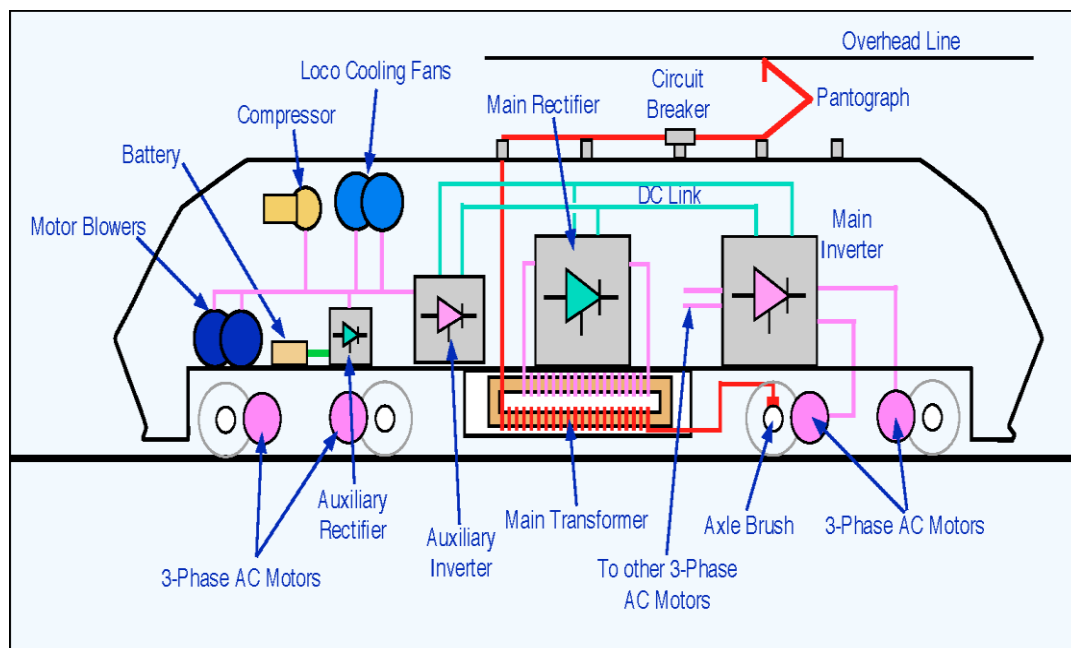 Overhead Line
Loco Cooling Fans
Circuit
Breaker
Main Rectifier
Pantograph
Compressor
Battery
DC Link
Motor Blowers
Main
Inverter
Auxiliary
Rectifier
Main Transformer
Axle Brush
3-Phase AC Motors
Auxiliary
Inverter
To other 3-Phase
AC Motors
3-Phase AC Motors